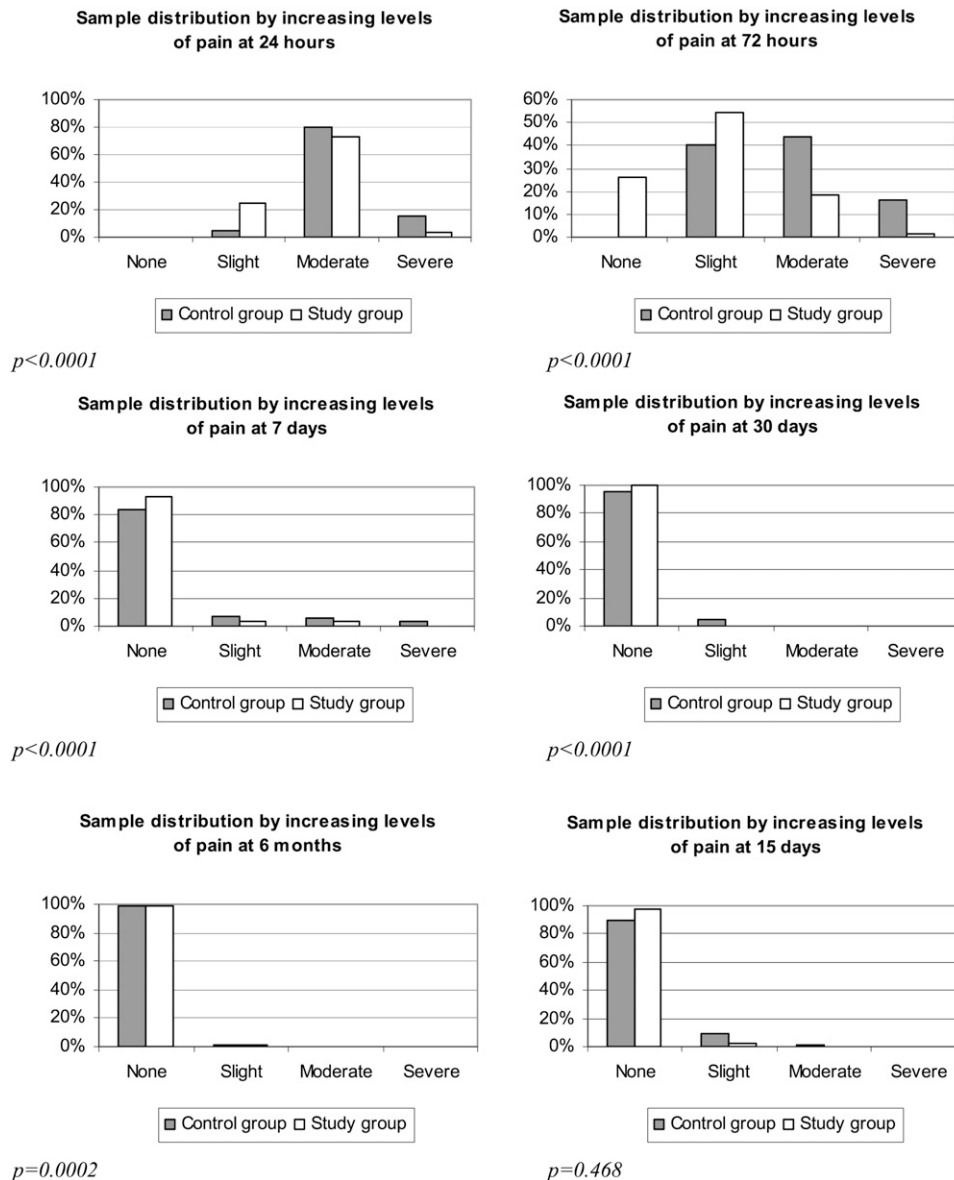 Sample distribution by increasing levels
of pain at 24 hours
100%
80%
60%
40%
20%
0%
None Slight Moderate Severe
Control group Study group
p<0.0001
Sample distribution by increasing levels
of pain at 72 hours
60%
50%
40%
30%
20%
10%
0%
None Slight Moderate Severe
Control group Study group
p<0.0001
Sample distribution by increasing levels
of pain at 7 days
100%
80%
60%
40%
20%
0%
None Slight Moderate Severe
Control group Study group
p<0.0001
Sample distribution by increasing levels
of pain at 30 days
100%
80%
60%
40%
20%
0%
None Slight Moderate Severe
Control group Study group
p<0.0001
Sample distribution by increasing levels
of pain at 6 months
100%
80%
60%
40%
20%
0%
None Slight Moderate Severe
Control group Study group
p=0.0002
Sample distribution by increasing levels
of pain at 15 days
100%
80%
60%
40%
20%
0%
None Slight Moderate Severe
Control group Study group
p=0.468